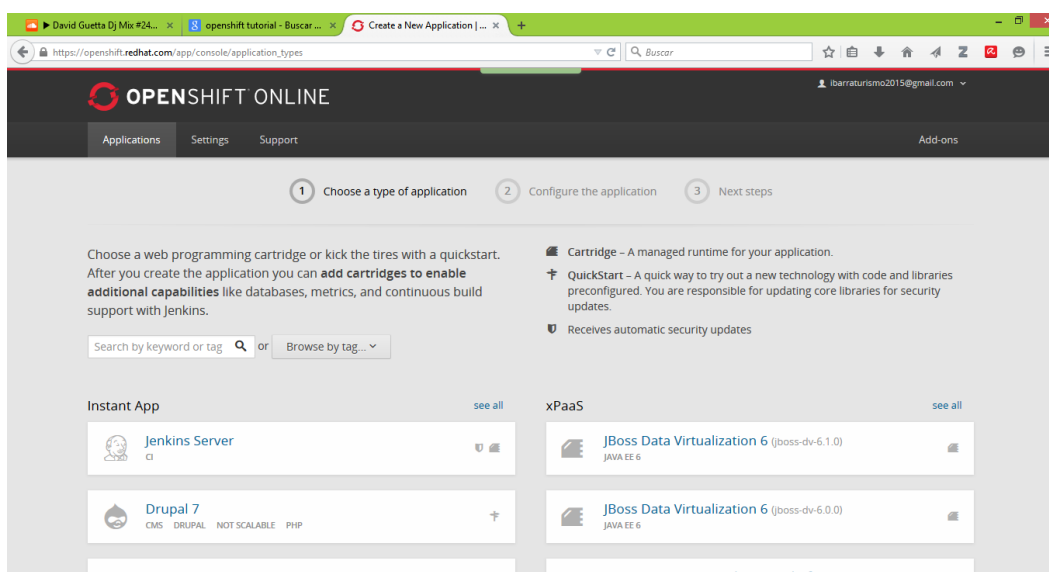 David Guetta Dj Mix #24...
openshift tutorial - Buscar ...
Create a New Application | ...
https://openshift.redhat.com/app/console/application_types
Buscar
OPENSHIFT ONLINE
ibarraturismo2015@gmail.com
Applications Settings Support Add-ons
1 Choose a type of application 2 Configure the application 3 Next steps
Choose a web programming cartridge or kick the tires with a quickstart.
After you create the application you can add cartridges to enable
additional capabilities like databases, metrics, and continuous build
support with Jenkins.
Search by keyword or tag or Browse by tag...
Cartridge – A managed runtime for your application.
QuickStart – A quick way to try out a new technology with code and libraries
preconfigured. You are responsible for updating core libraries for security
updates.
Receives automatic security updates
Instant App see all
Jenkins Server
CI
Drupal 7
CMS DRUPAL NOT SCALABLE PHP
xPaaS see all
JBoss Data Virtualization 6 (jboss-dv-6.1.0)
JAVA EE 6
JBoss Data Virtualization 6 (jboss-dv-6.0.0)
JAVA EE 6